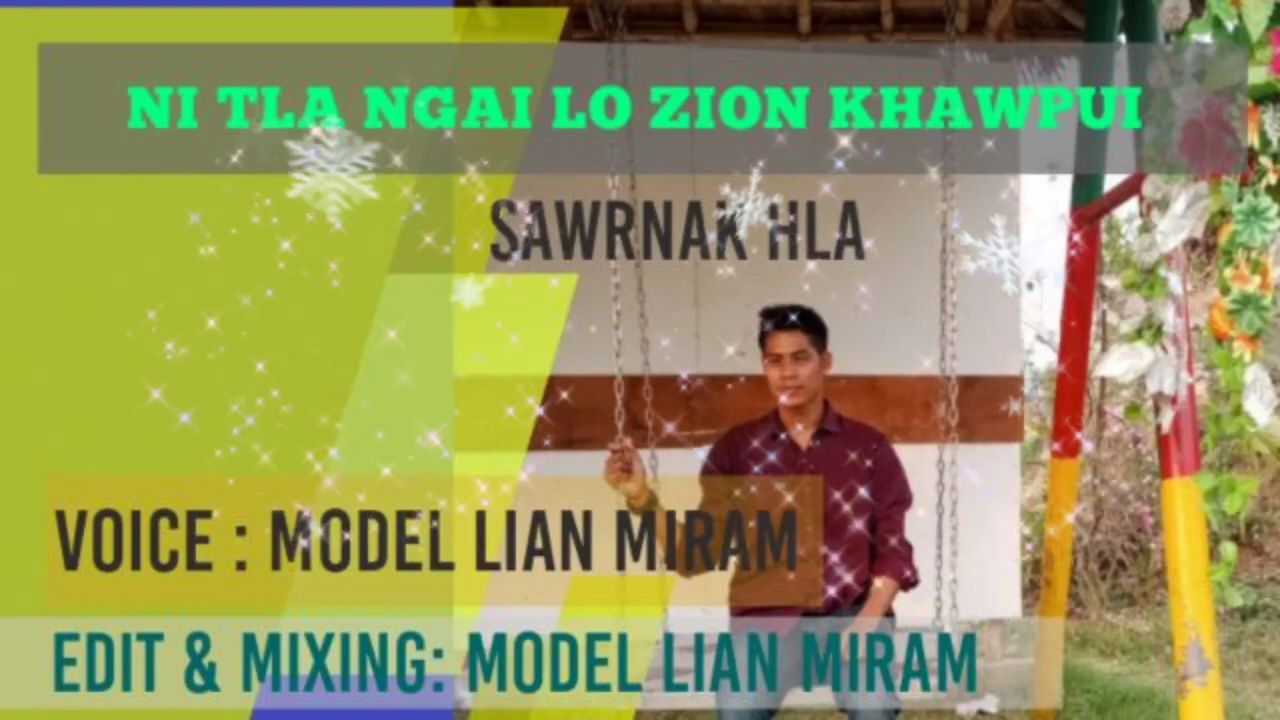 NI TLA NGAI LO ZION KHAWPUI
SAWRNAK HLA
VOICE : MODEL LIAN MIRAM
EDIT & MIXING: MODEL LIAN MIRAM